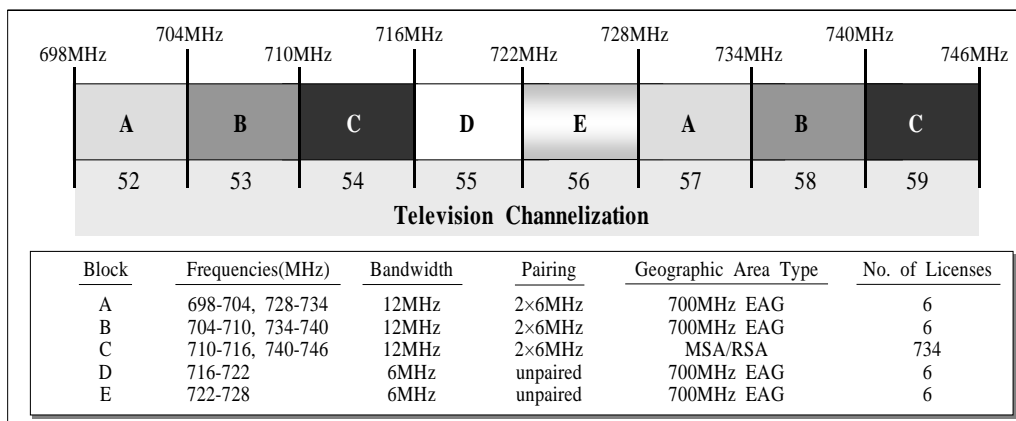 704MHz 716MHz 728MHz 740MHz
698MHz 710MHz 722MHz 734MHz 746MHz
A B C D E A B C
52 53 54 55 56 57 58 59
Television Channelization
Block Frequencies(MHz) Bandwidth Pairing Geographic Area Type No. of Licenses
A 698-704, 728-734 12MHz 2×6MHz 700MHz EAG 6
B 704-710, 734-740 12MHz 2×6MHz 700MHz EAG 6
C 710-716, 740-746 12MHz 2×6MHz MSA/RSA 734
D 716-722 6MHz unpaired 700MHz EAG 6
E 722-728 6MHz unpaired 700MHz EAG 6